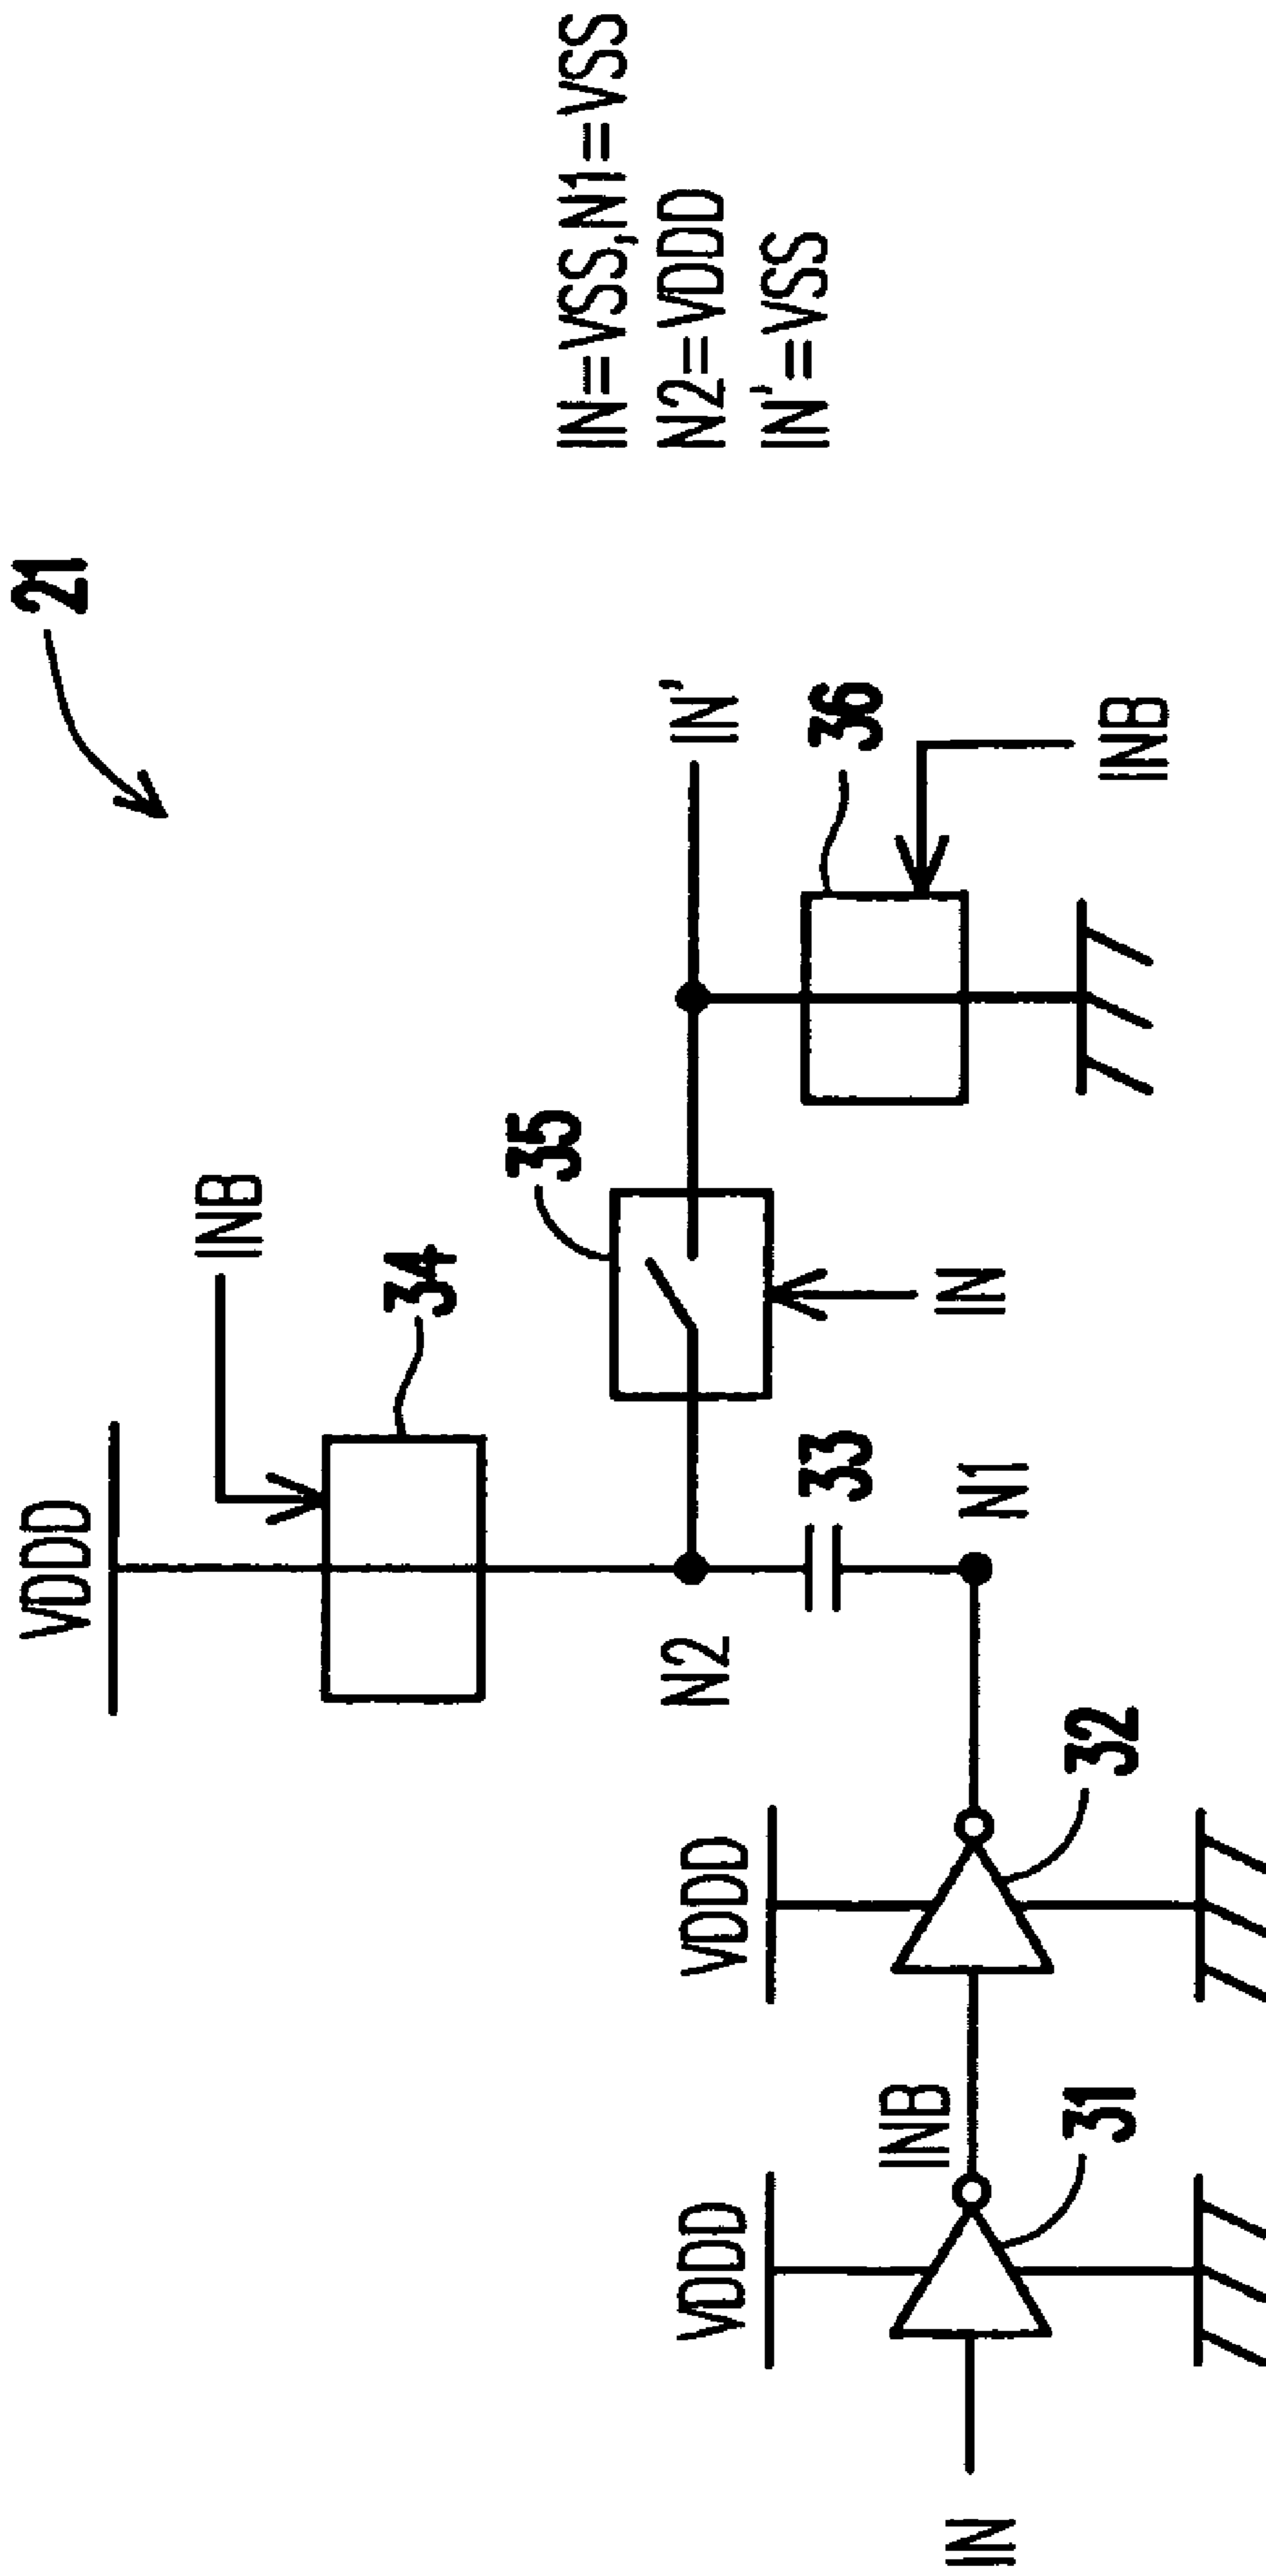 21
VDDD
INB
34
35
IN'
36
INB
IN
N2
33
N1
VDDD
VDDD
INB
31
32
IN
IN=VSS,N1=VSS
N2=VDDD
IN'=VSS